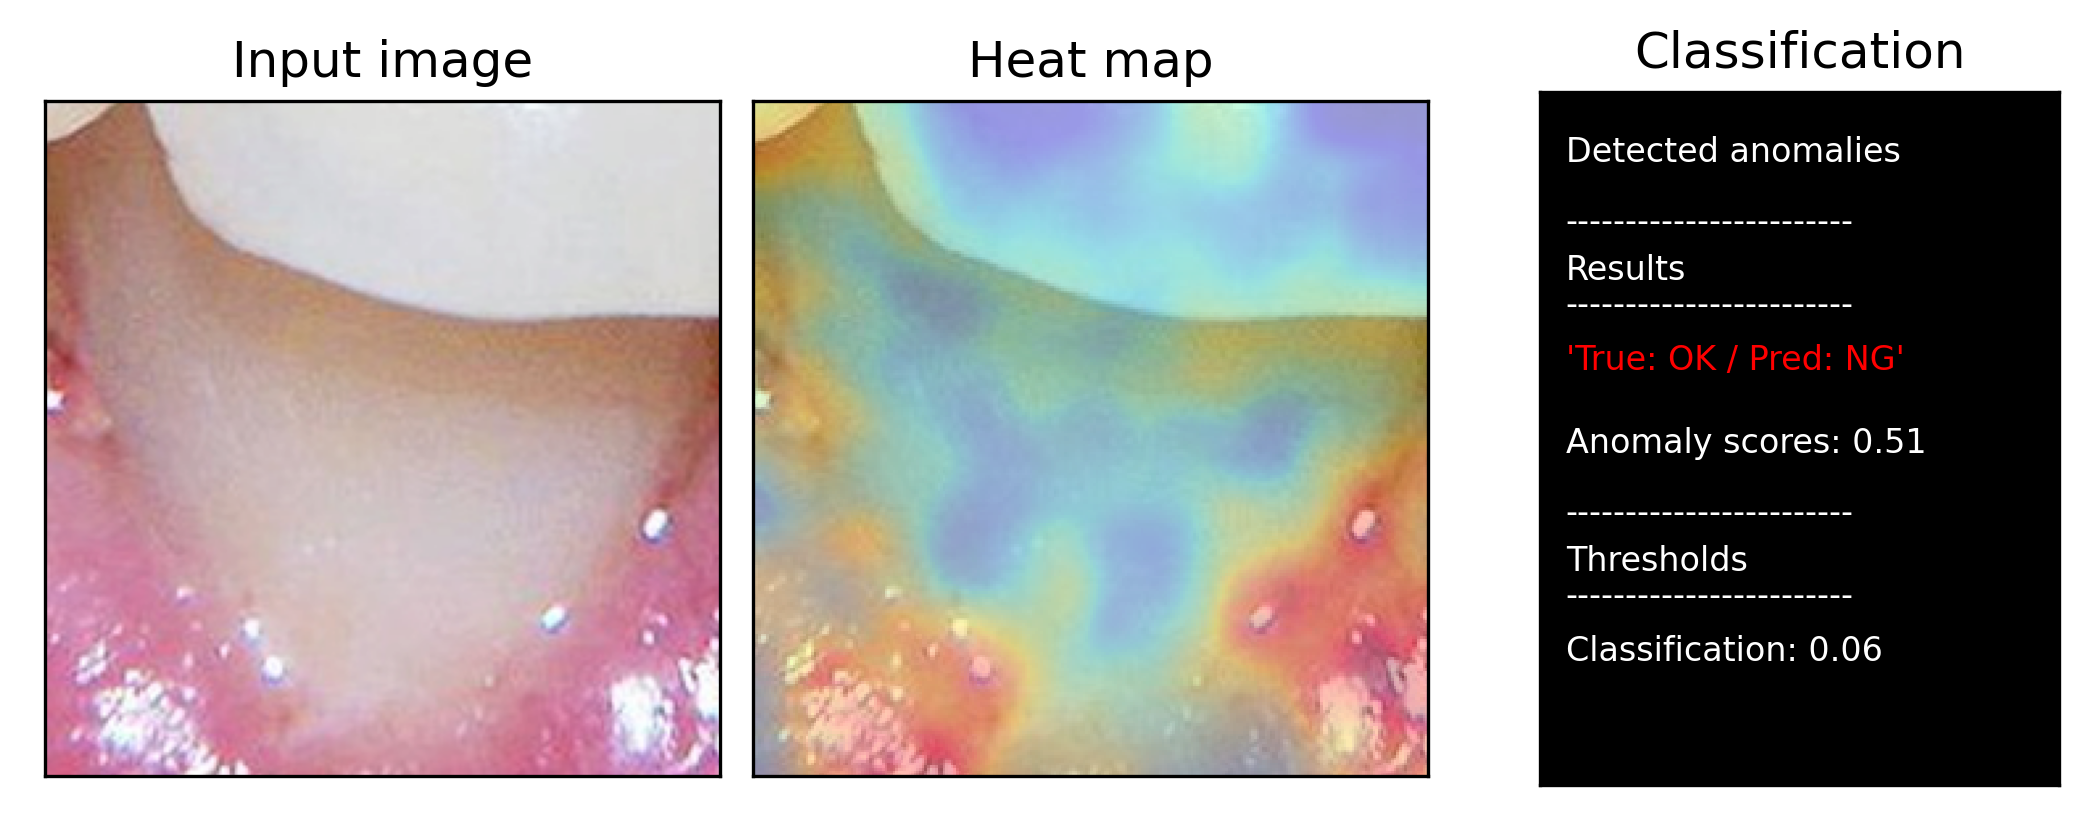 Input image
Heat map
Classification
Detected anomalies
------------------------
Results
------------------------
'True: OK / Pred: NG'
Anomaly scores: 0.51
------------------------
Thresholds
------------------------
Classification: 0.06